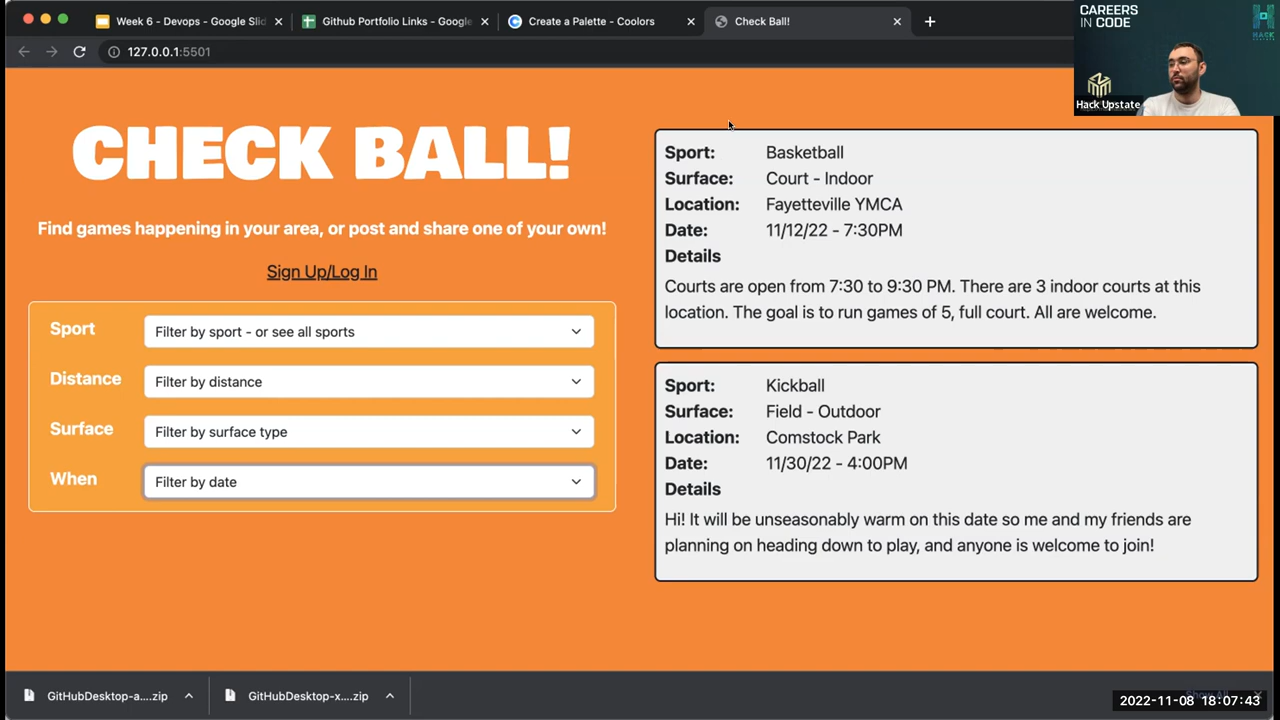 Week 6 - Devops - Google Slid
Github Portfolio Links - Google
Create a Palette - Coolors
Check Ball!
127.0.0.1:5501
CAREERS
IN CODE
HACK
Hack Upstate
CHECK BALL!
Find games happening in your area, or post and share one of your own!
Sign Up/Log In
Sport
Filter by sport - or see all sports
Distance
Filter by distance
Surface
Filter by surface type
When
Filter by date
Sport: Basketball
Surface: Court - Indoor
Location: Fayetteville YMCA
Date: 11/12/22 - 7:30PM
Details
Courts are open from 7:30 to 9:30 PM. There are 3 indoor courts at this
location. The goal is to run games of 5, full court. All are welcome.
Sport: Kickball
Surface: Field - Outdoor
Location: Comstock Park
Date: 11/30/22 - 4:00PM
Details
Hi! It will be unseasonably warm on this date so me and my friends are
planning on heading down to play, and anyone is welcome to join!
GitHubDesktop-a....zip
GitHubDesktop-x....zip
Show All
2022-11-08 18:07:43